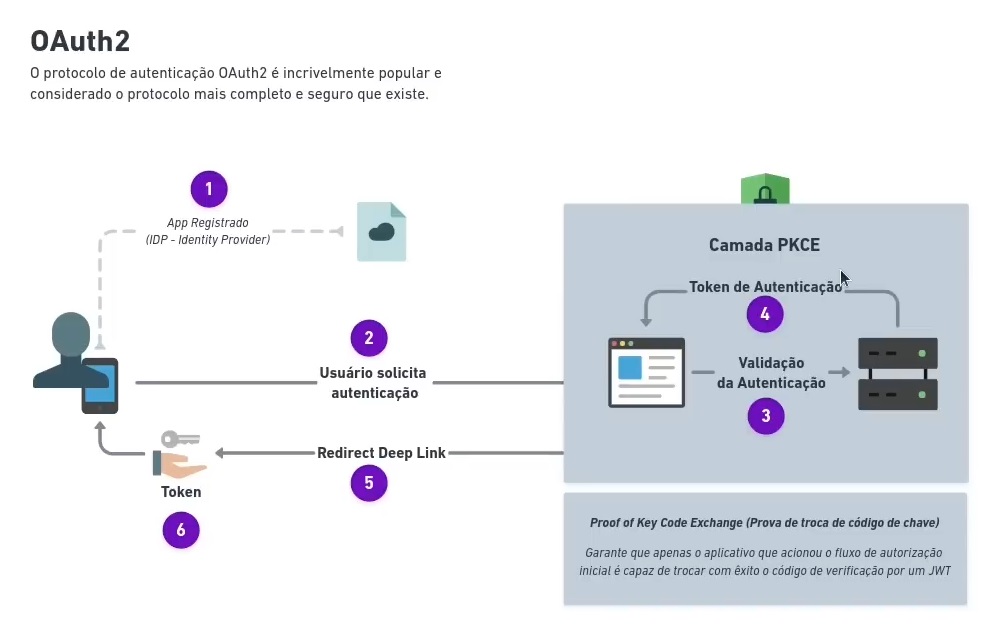 OAuth2
O protocolo de autenticação OAuth2 é incrivelmente popular e
considerado o protocolo mais completo e seguro que existe.
1
App Registrado
(IDP - Identity Provider)
2
Usuário solicita
autenticação
Camada PKCE
Token de Autenticação
4
Validação
da Autenticação
3
Redirect Deep Link
5
Token
6
Proof of Key Code Exchange (Prova de troca de código de chave)
Garante que apenas o aplicativo que acionou o fluxo de autorização
inicial é capaz de trocar com êxito o código de verificação por um JWT